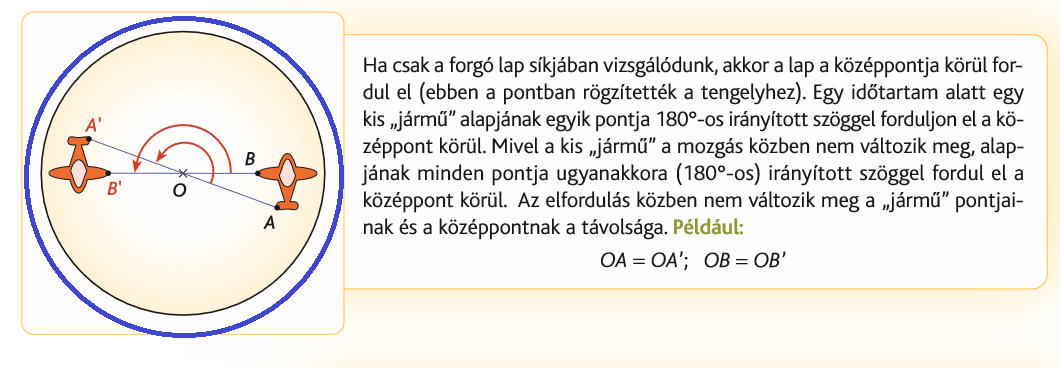 A'
B'
O
B
A
Ha csak a forgó lap síkjában vizsgálódunk, akkor a lap a középpontja körül for-
dul el (ebben a pontban rögzítették a tengelyhez). Egy időtartam alatt egy
kis „jármű” alapjának egyik pontja 180°-os irányított szöggel forduljon el a kö-
zéppont körül. Mivel a kis „jármű” a mozgás közben nem változik meg, alap-
jának minden pontja ugyanakkora (180°-os) irányított szöggel fordul el a
középpont körül. Az elfordulás közben nem változik meg a „jármű” pontjai-
nak és a középpontnak a távolsága. Például:
OA = OA'; OB = OB'